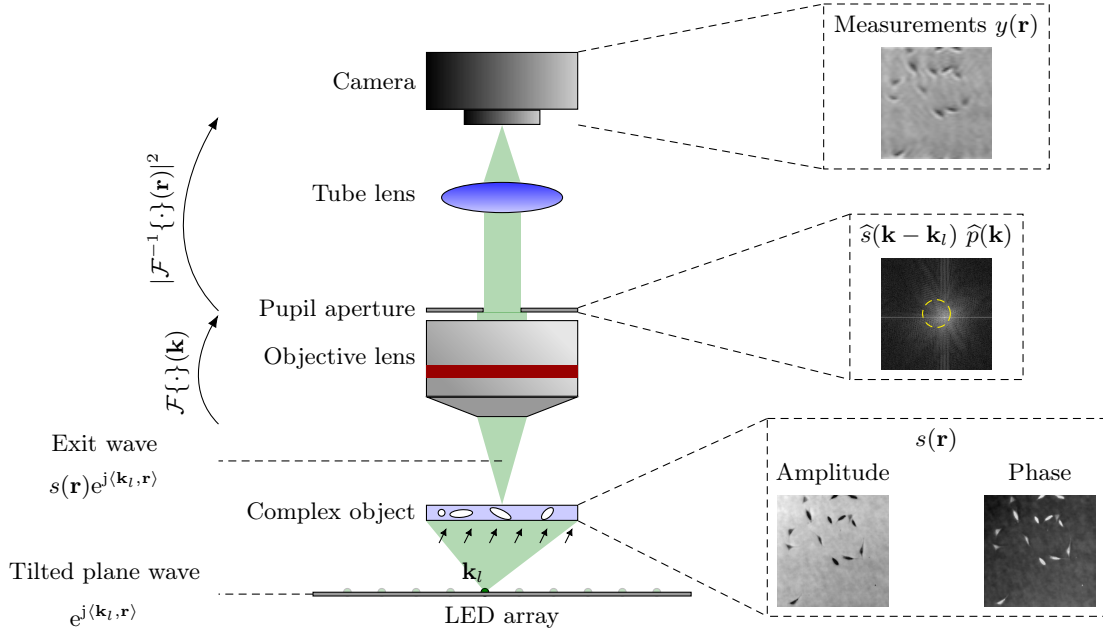 Measurements y(r)
Camera
Tube lens
|F⁻¹{·}(r)|²
ŝ(k − k_l) p̂(k)
Pupil aperture
Objective lens
F{·}(k)
Exit wave
s(r)e^{j⟨k_l,r⟩}
s(r)
Amplitude
Phase
Complex object
Tilted plane wave
e^{j⟨k_l,r⟩}
k_l
LED array